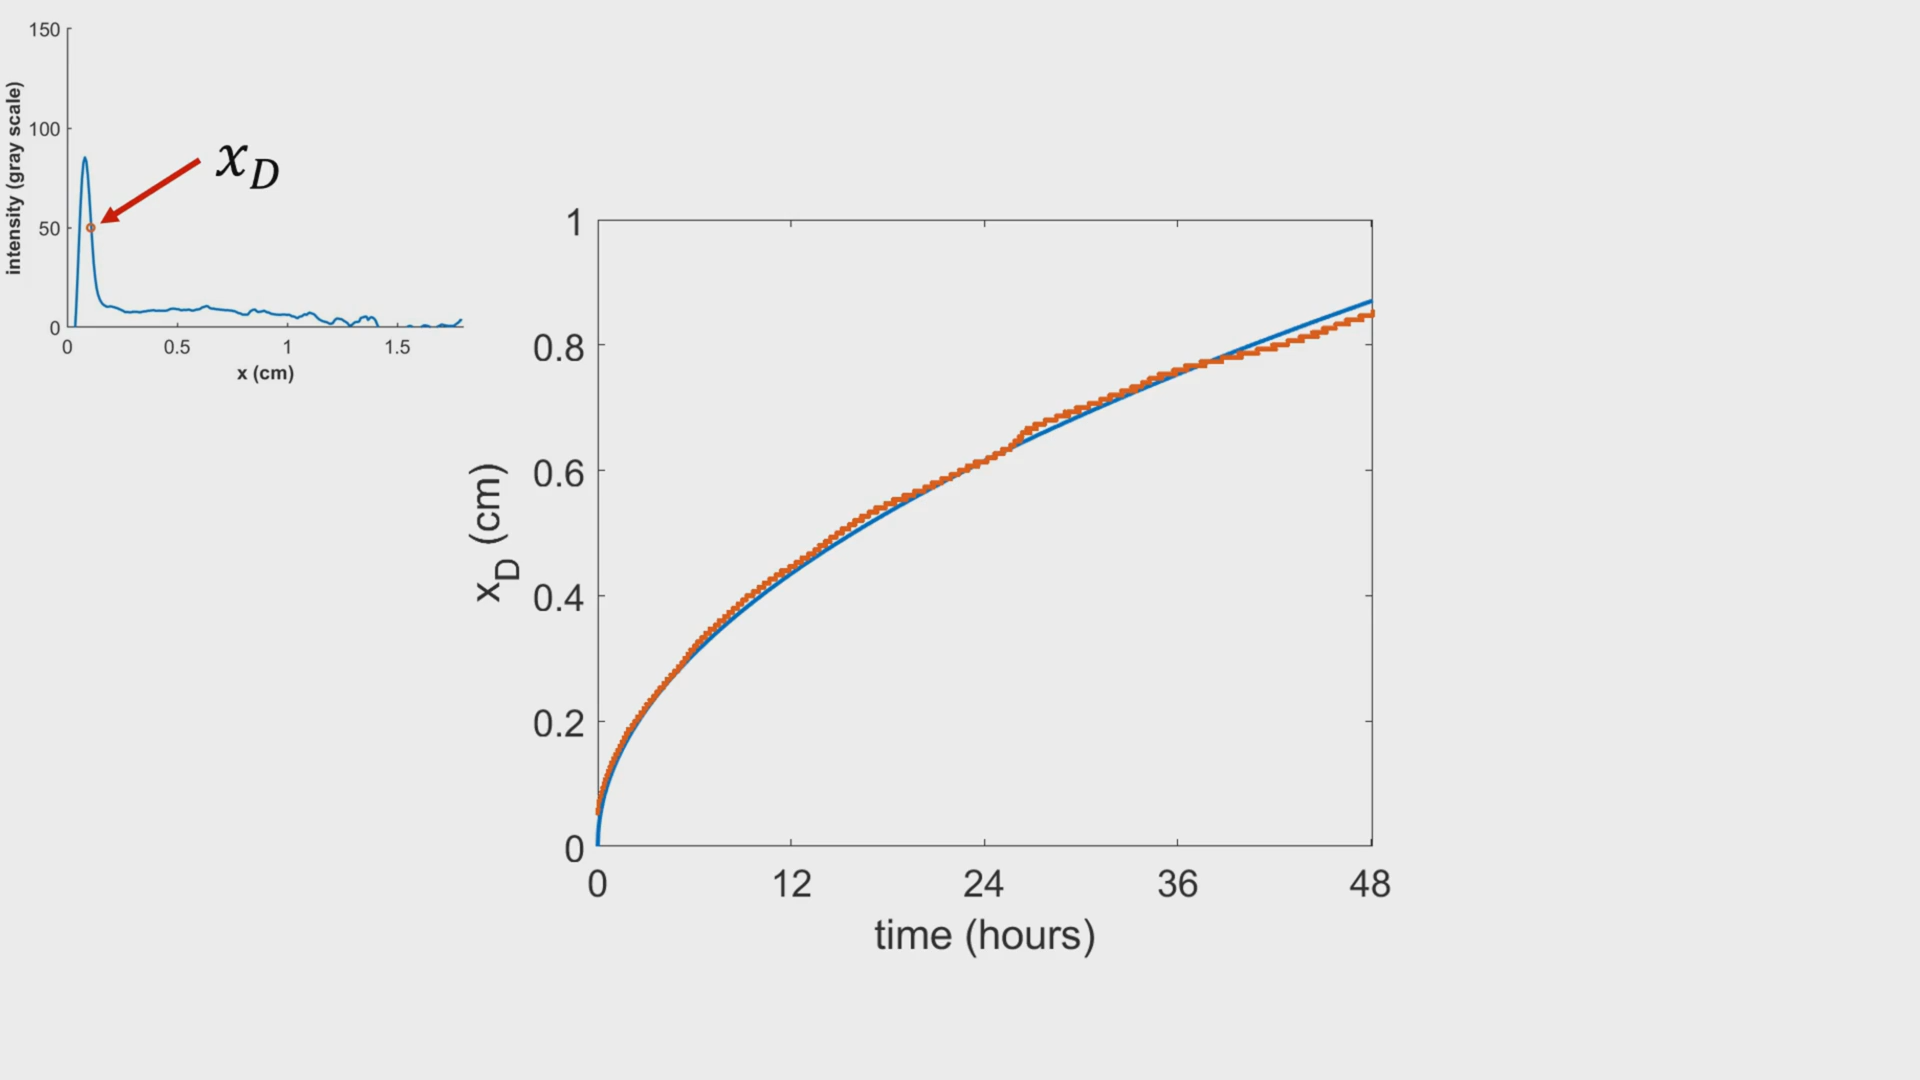 150
100
50
0
intensity (gray scale)
0 0.5 1 1.5
x (cm)
x_D
1
0.8
0.6
0.4
0.2
0
x_D (cm)
0 12 24 36 48
time (hours)